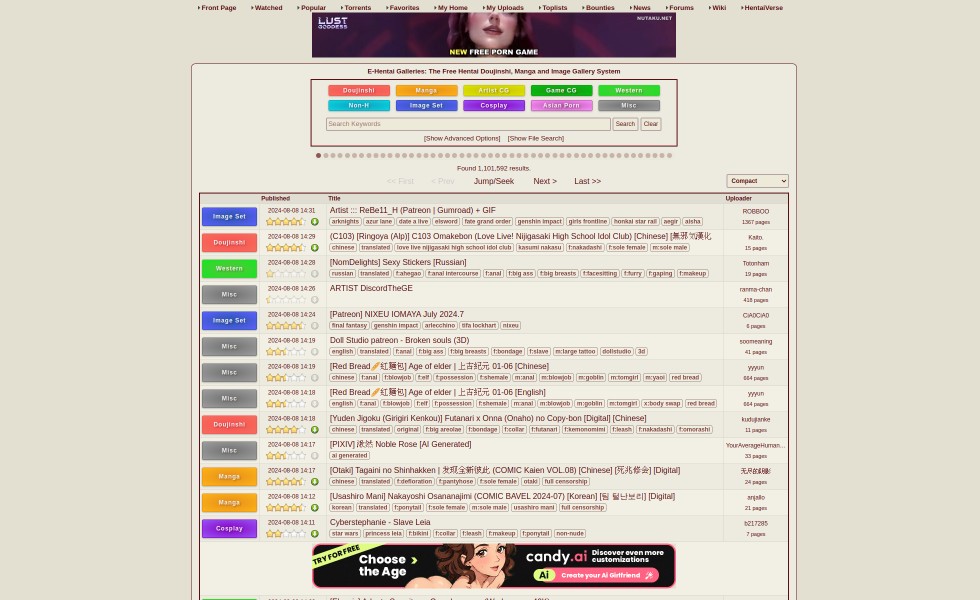 Front Page Watched Popular Torrents Favorites My Home My Uploads Toplists Bounties News Forums Wiki HentaiVerse
LUST GODDESS
NUTAKU.NET
NEW FREE PORN GAME
E-Hentai Galleries: The Free Hentai Doujinshi, Manga and Image Gallery System
Doujinshi Manga Artist CG Game CG Western
Non-H Image Set Cosplay Asian Porn Misc
Search Keywords Search Clear
[Show Advanced Options] [Show File Search]
Found 1,101,592 results.
<< First < Prev Jump/Seek Next > Last >> Compact
Published Title Uploader
Image Set 2024-08-08 14:31 Artist ::: ReBe11_H (Patreon | Gumroad) + GIF ROBBOO
arknights azur lane date a live elsword fate grand order genshin impact girls frontline honkai star rail aegir aisha 1367 pages
Doujinshi 2024-08-08 14:29 (C103) [Ringoya (Alp)] C103 Omakebon (Love Live! Nijigasaki High School Idol Club) [Chinese] [無邪気漢化 Kaito.
chinese translated love live nijigasaki high school idol club kasumi nakasu f:nakadashi f:sole female m:sole male 15 pages
Western 2024-08-08 14:28 [NomDelights] Sexy Stickers [Russian] Totonham
russian translated f:ahegao f:anal intercourse f:anal f:big ass f:big breasts f:facesitting f:furry f:gaping f:makeup 19 pages
Misc 2024-08-08 14:26 ARTIST DiscordTheGE ranma-chan
418 pages
Image Set 2024-08-08 14:24 [Patreon] NIXEU IOMAYA July 2024.7 CiA0CiA0
final fantasy genshin impact arlecchino tifa lockhart nixeu 6 pages
Misc 2024-08-08 14:19 Doll Studio patreon - Broken souls (3D) soomeaning
english translated f:anal f:big ass f:big breasts f:bondage f:slave m:large tattoo dollstudio 3d 41 pages
Misc 2024-08-08 14:19 [Red Bread🥖红麺包] Age of elder | 上古紀元 01-06 [Chinese] yyyun
chinese f:anal f:blowjob f:elf f:possession f:shemale m:anal m:blowjob m:goblin m:tomgirl m:yaoi red bread 664 pages
Misc 2024-08-08 14:18 [Red Bread🥖红麺包] Age of elder | 上古紀元 01-06 [English] yyyun
english f:anal f:blowjob f:elf f:possession f:shemale m:anal m:blowjob m:goblin m:tomgirl x:body swap red bread 664 pages
Doujinshi 2024-08-08 14:18 [Yuden Jigoku (Girigiri Kenkou)] Futanari x Onna (Onaho) no Copy-bon [Digital] [Chinese] kudujianke
chinese translated original f:big areolae f:bondage f:collar f:futanari f:kemonomimi f:leash f:nakadashi f:omorashi 11 pages
Misc 2024-08-08 14:17 [PIXIV] Noble Rose [AI Generated] YourAverageHuman...
ai generated 33 pages
Manga 2024-08-08 14:17 [Otaki] Tagaini no Shinhakken | 发现全新彼此 (COMIC Kaien VOL.08) [Chinese] [死兆修会] [Digital]
chinese translated f:defloration f:pantyhose f:sole female otaki full censorship 24 pages
Manga 2024-08-08 14:12 [Usashiro Mani] Nakayoshi Osananajimi (COMIC BAVEL 2024-07) [Korean] [팀 털난보리] [Digital] anjallo
korean translated f:ponytail f:sole female m:sole male usashiro mani full censorship 21 pages
Cosplay 2024-08-08 14:11 Cyberstephanie - Slave Leia b217285
star wars princess leia f:bikini f:collar f:leash f:makeup f:ponytail non-nude 7 pages
TRY FOR FREE
Choose the Age
candy.ai
Discover even more customizations
Ai Create your AI Girlfriend